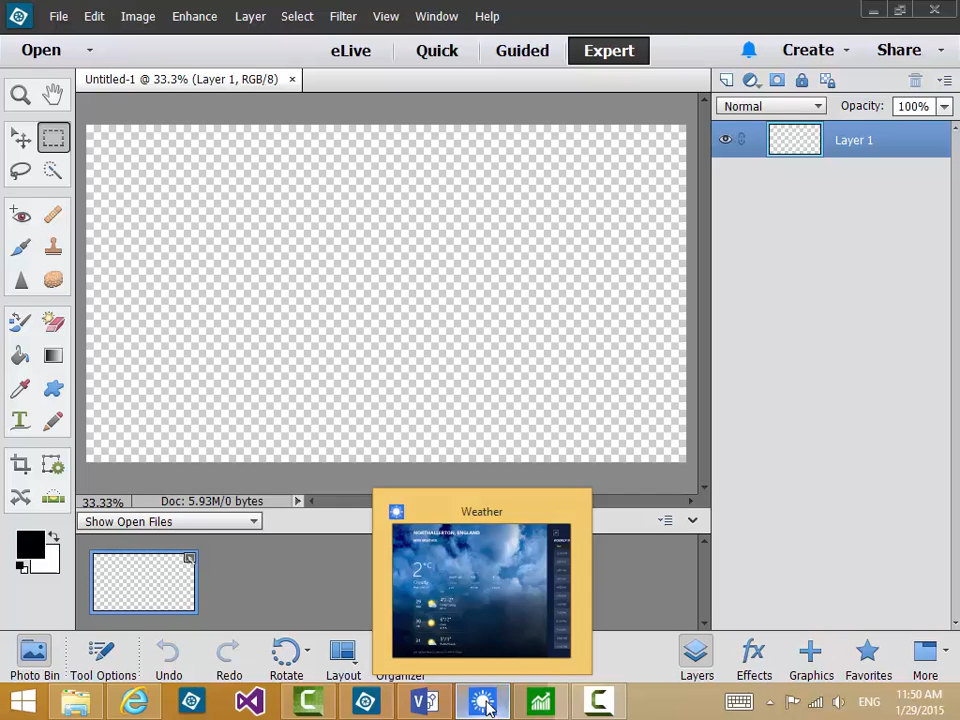 File Edit Image Enhance Layer Select Filter View Window Help
Open eLive Quick Guided Expert Create Share
Untitled-1 @ 33.3% (Layer 1, RGB/8) ×
Normal Opacity: 100%
Layer 1
33.33% Doc: 5.93M/0 bytes
Show Open Files
Weather
NORTHALLERTON, ENGLAND
2°C
Cloudy
Photo Bin Tool Options Undo Redo Rotate Layout Organizer Layers Effects Graphics Favorites More
ENG 11:50 AM
1/29/2015